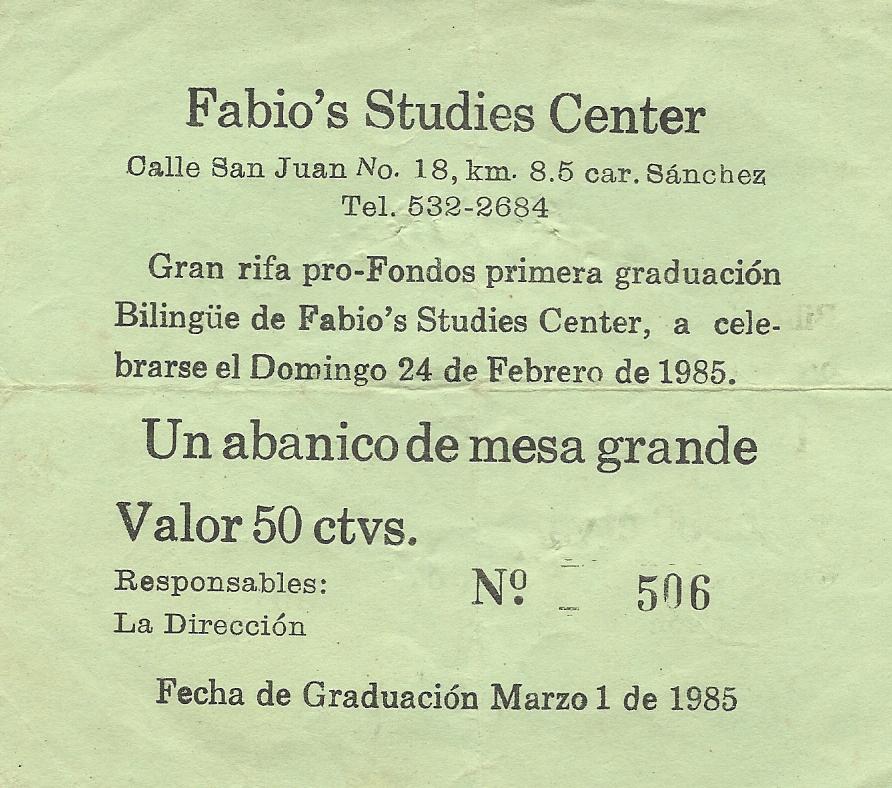 Fabio's Studies Center
Calle San Juan No. 18, km. 8.5 car. Sánchez
Tel. 532-2684
Gran rifa pro-Fondos primera graduación
Bilingüe de Fabio's Studies Center, a cele-
brarse el Domingo 24 de Febrero de 1985.
Un abanico de mesa grande
Valor 50 ctvs.
Responsables:
La Dirección
Nº 506
Fecha de Graduación Marzo 1 de 1985